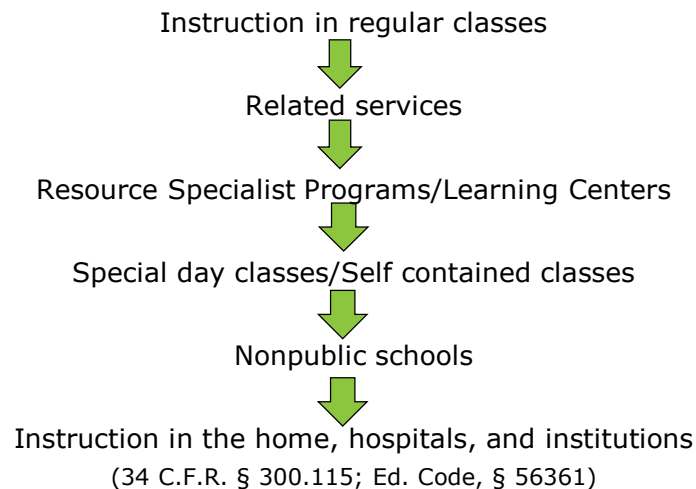 Instruction in regular classes
Related services
Resource Specialist Programs/Learning Centers
Special day classes/Self contained classes
Nonpublic schools
Instruction in the home, hospitals, and institutions
(34 C.F.R. § 300.115; Ed. Code, § 56361)